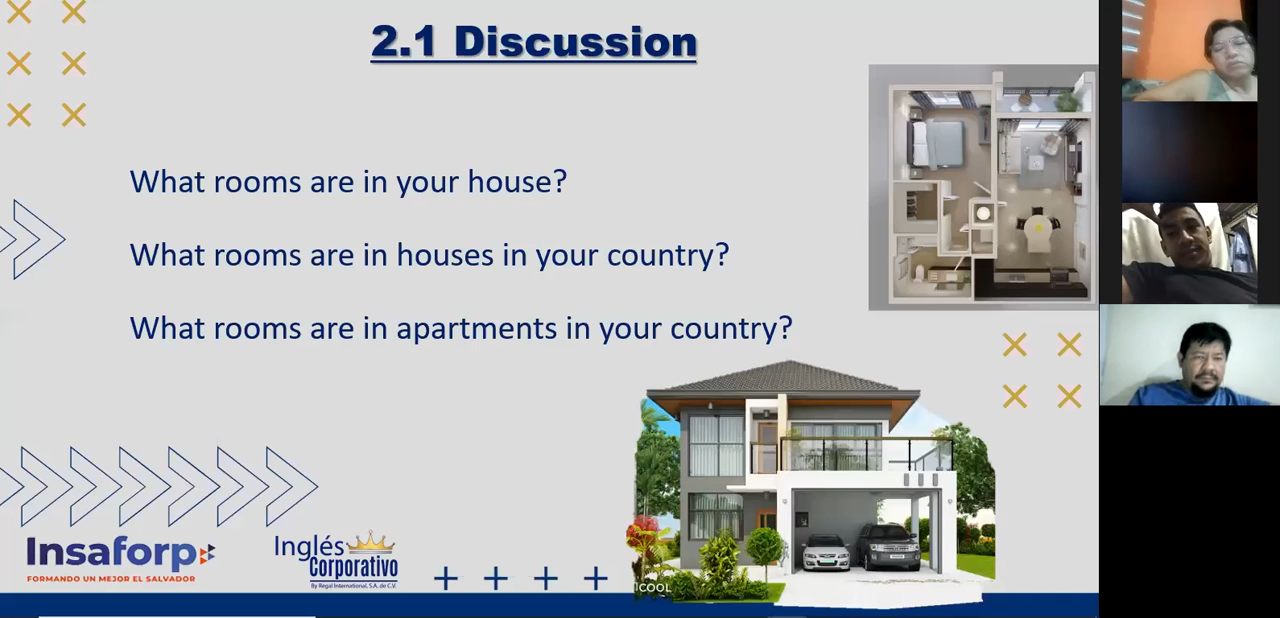 2.1 Discussion
What rooms are in your house?
What rooms are in houses in your country?
What rooms are in apartments in your country?
Insaforp
FORMANDO UN MEJOR EL SALVADOR
Inglés
Corporativo
By Regal International, S.A. de C.V.
ICOOL